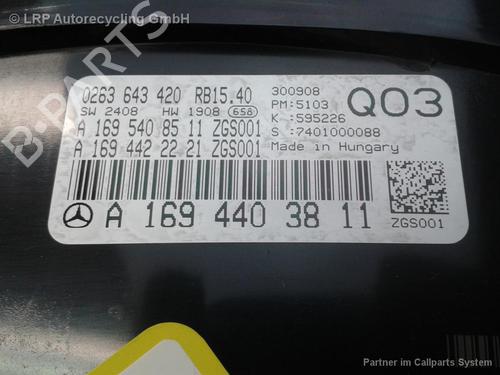 © LRP Autorecycling GmbH
B-PARTS
0263 643 420 RB15.40
SW 2408 HW 1908 658
A 169 540 85 11 ZGS001
A 169 442 22 21 ZGS001
300908
PM:5103
K :595226
S :7401000088
Made in Hungary
Q03
A 169 440 38 11
ZGS001
Partner im Callparts System